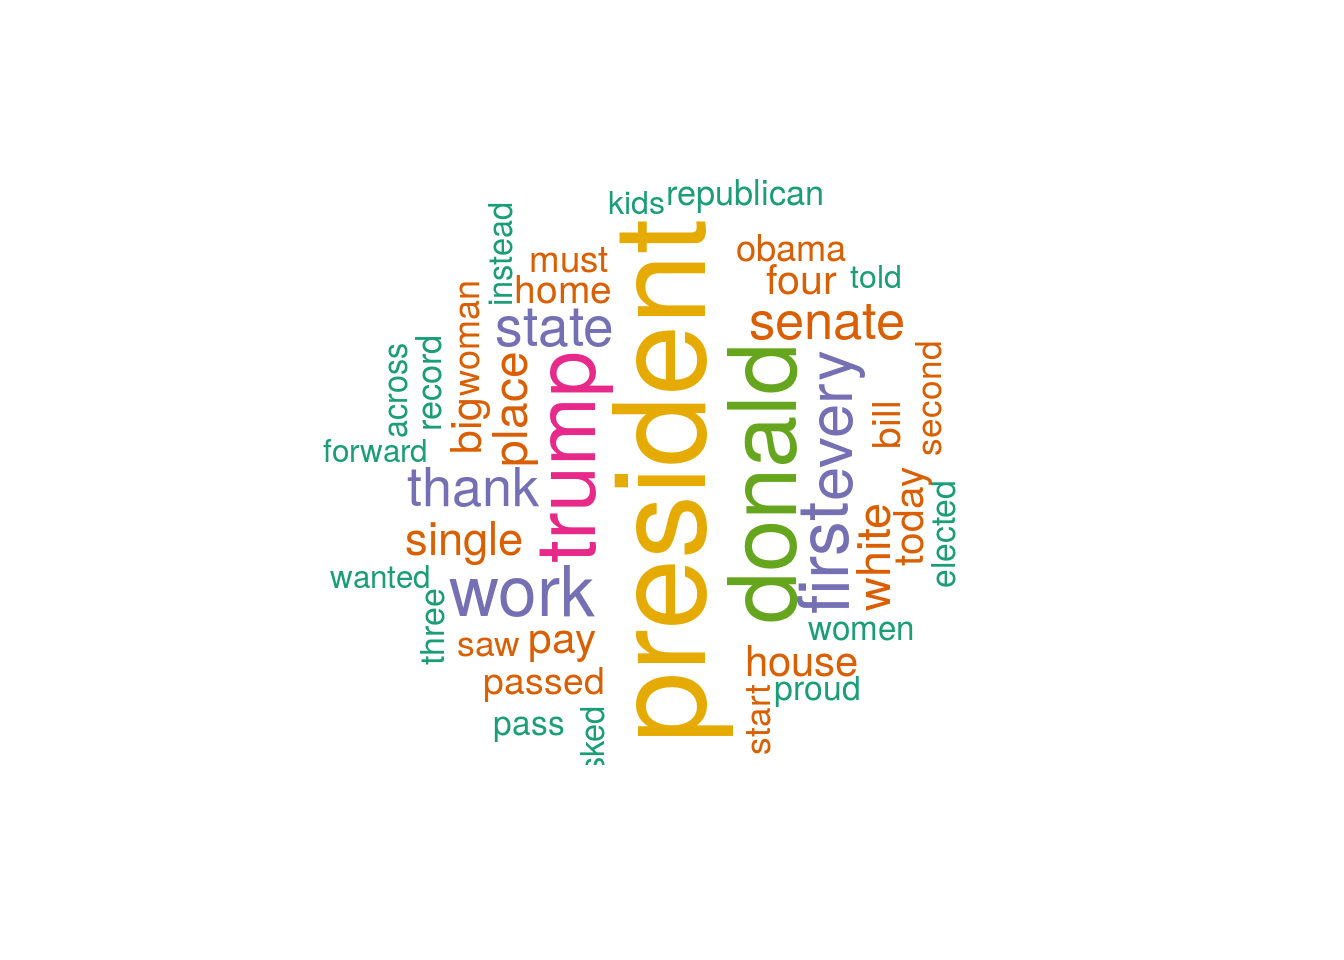 kids
republican
instead
must
obama
home
four
told
woman
state
senate
across
record
big
place
trump
president
donald
every
bill
second
forward
thank
first
white
today
elected
single
wanted
work
three
women
saw
pay
house
passed
proud
pass
sked
start